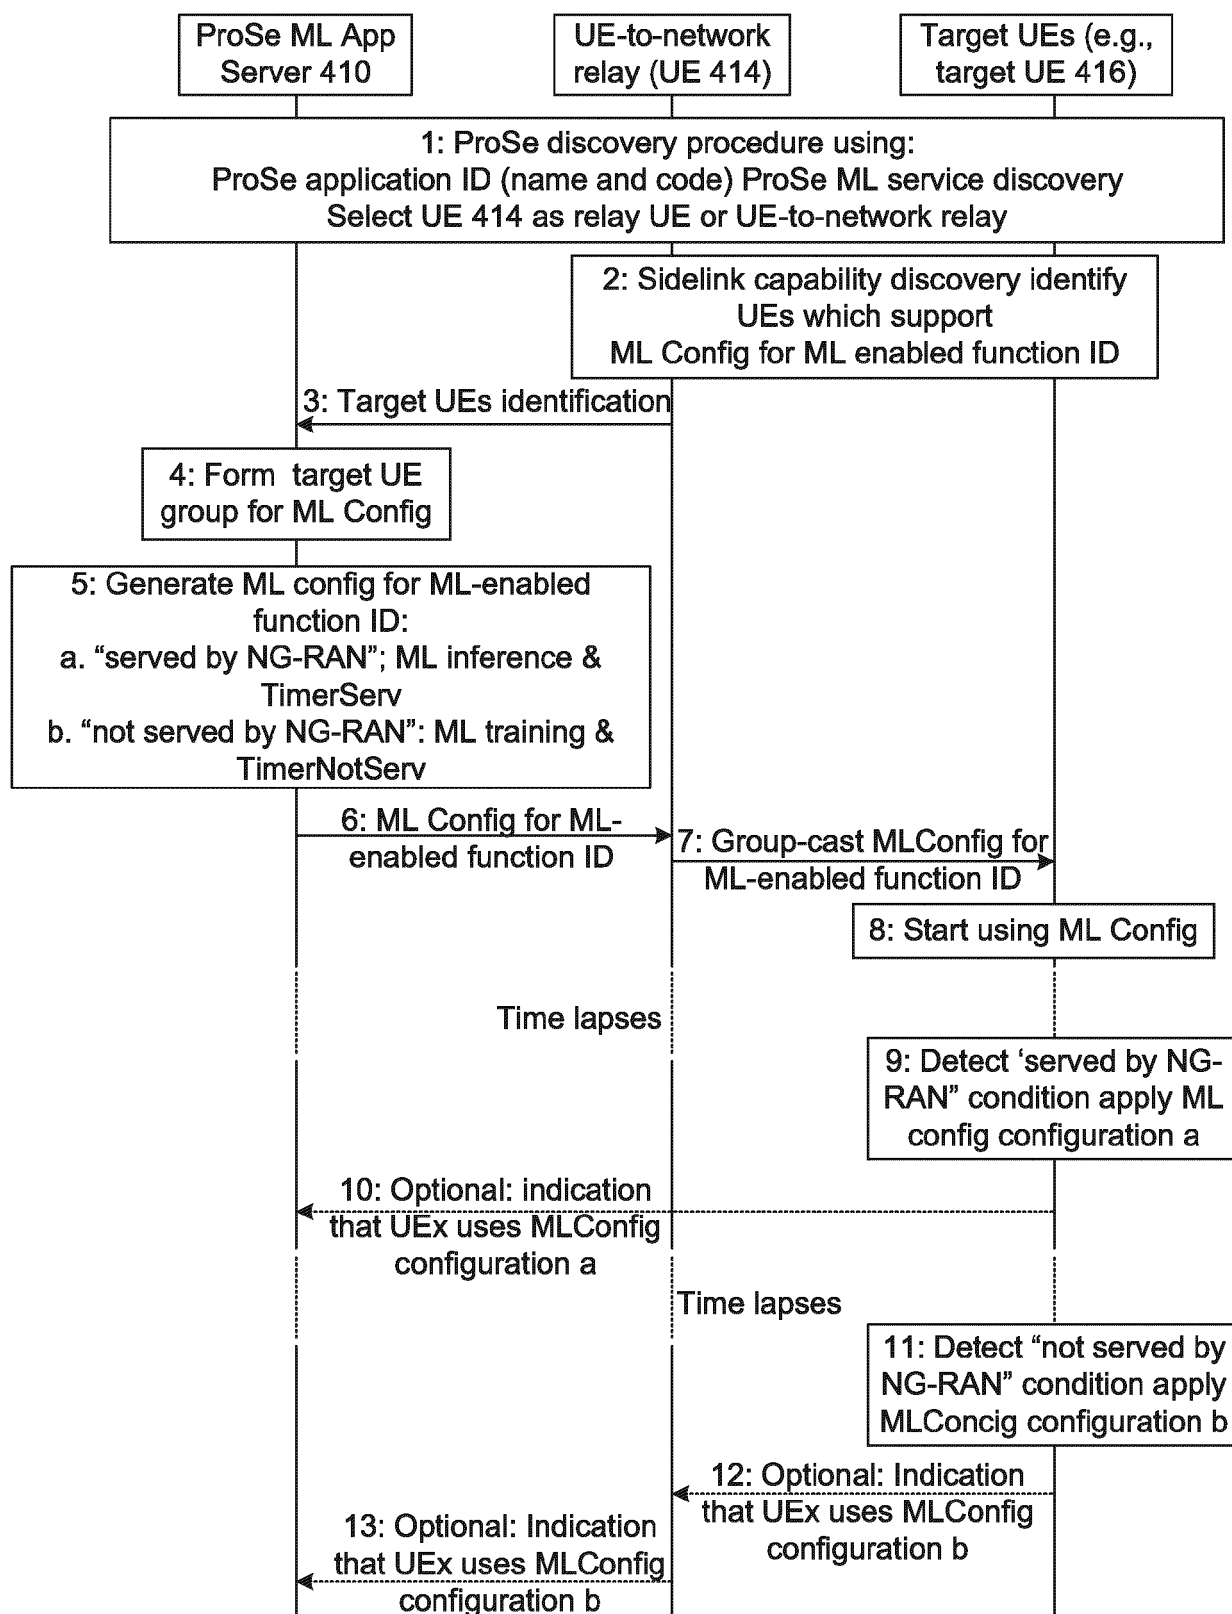 ProSe ML App
Server 410
UE-to-network
relay (UE 414)
Target UEs (e.g.,
target UE 416)
1: ProSe discovery procedure using:
ProSe application ID (name and code) ProSe ML service discovery
Select UE 414 as relay UE or UE-to-network relay
2: Sidelink capability discovery identify
UEs which support
ML Config for ML enabled function ID
3: Target UEs identification
4: Form target UE
group for ML Config
5: Generate ML config for ML-enabled
function ID:
a. “served by NG-RAN”; ML inference &
TimerServ
b. “not served by NG-RAN”: ML training &
TimerNotServ
6: ML Config for ML-
enabled function ID
7: Group-cast MLConfig for
ML-enabled function ID
8: Start using ML Config
Time lapses
9: Detect ‘served by NG-
RAN” condition apply ML
config configuration a
10: Optional: indication
that UEx uses MLConfig
configuration a
Time lapses
11: Detect “not served by
NG-RAN” condition apply
MLConcig configuration b
12: Optional: Indication
that UEx uses MLConfig
configuration b
13: Optional: Indication
that UEx uses MLConfig
configuration b